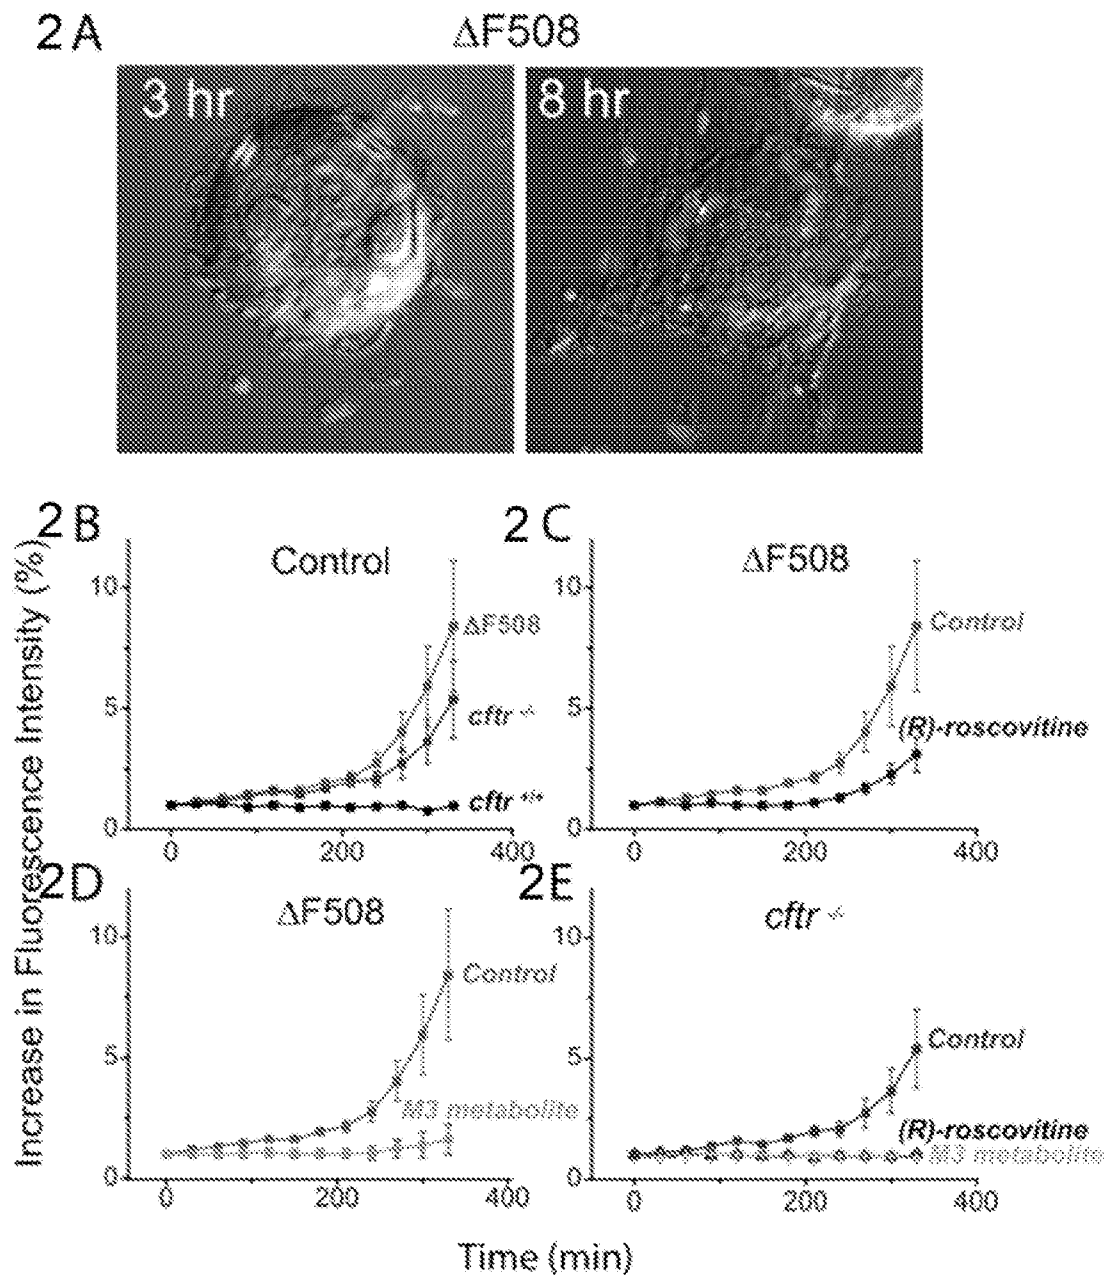 2A
ΔF508
3 hr
8 hr
2B
Control
10
5
0
0
200
400
ΔF508
cftr -/-
cftr +/+
2C
ΔF508
10
5
0
0
200
400
Control
(R)-roscovitine
2D
ΔF508
10
5
0
0
200
400
Control
M3 metabolite
2E
cftr -/-
10
5
0
0
200
400
Control
(R)-roscovitine
M3 metabolite
Increase in Fluorescence Intensity (%)
Time (min)